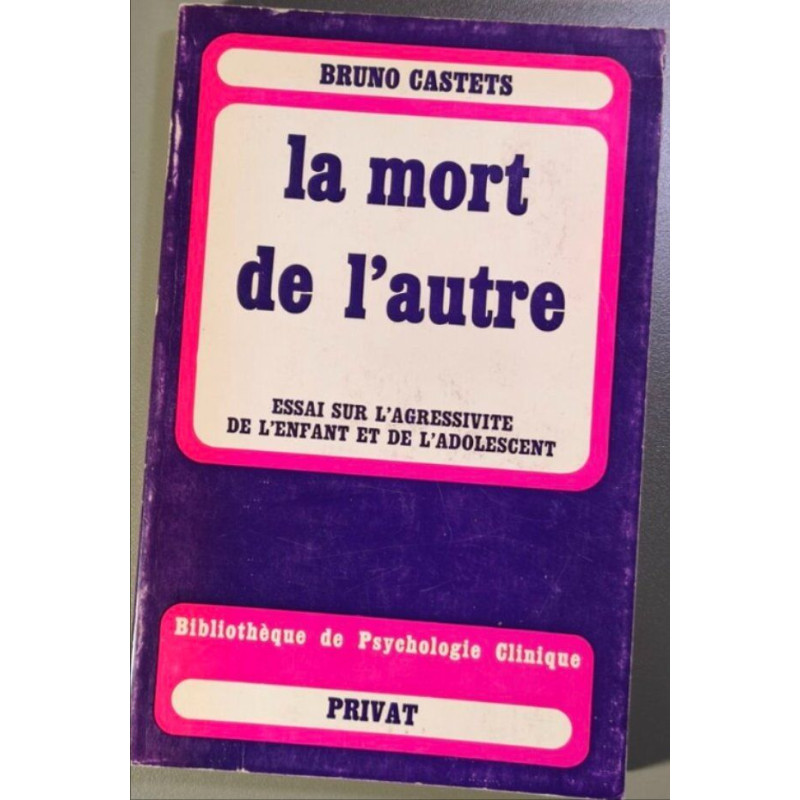 BRUNO CASTETS
la mort
de l'autre
ESSAI SUR L'AGRESSIVITE
DE L'ENFANT ET DE L'ADOLESCENT
Bibliothèque de Psychologie Clinique
PRIVAT